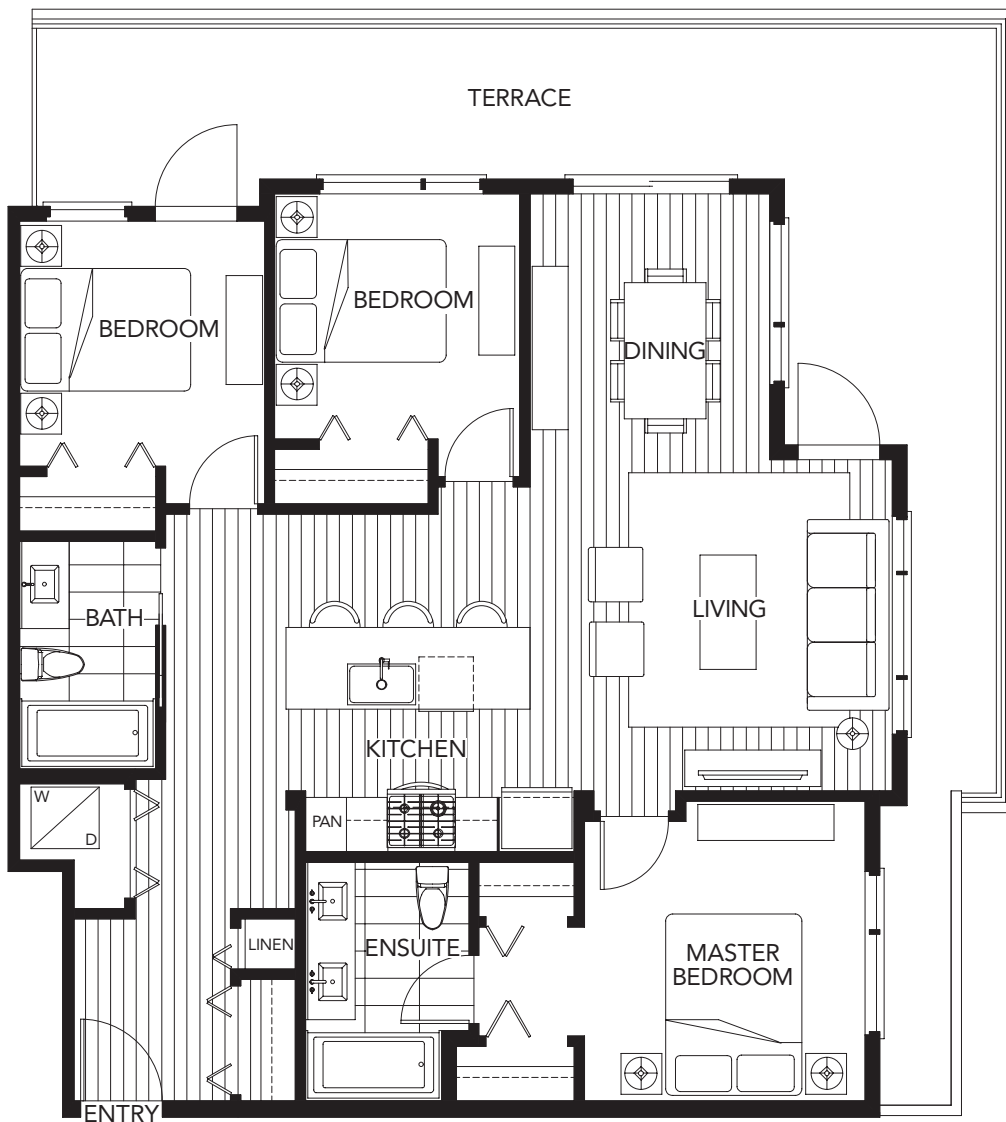 TERRACE
BEDROOM
BEDROOM
DINING
BATH
LIVING
KITCHEN
W
D
PAN
LINEN
ENSUITE
MASTER
BEDROOM
ENTRY